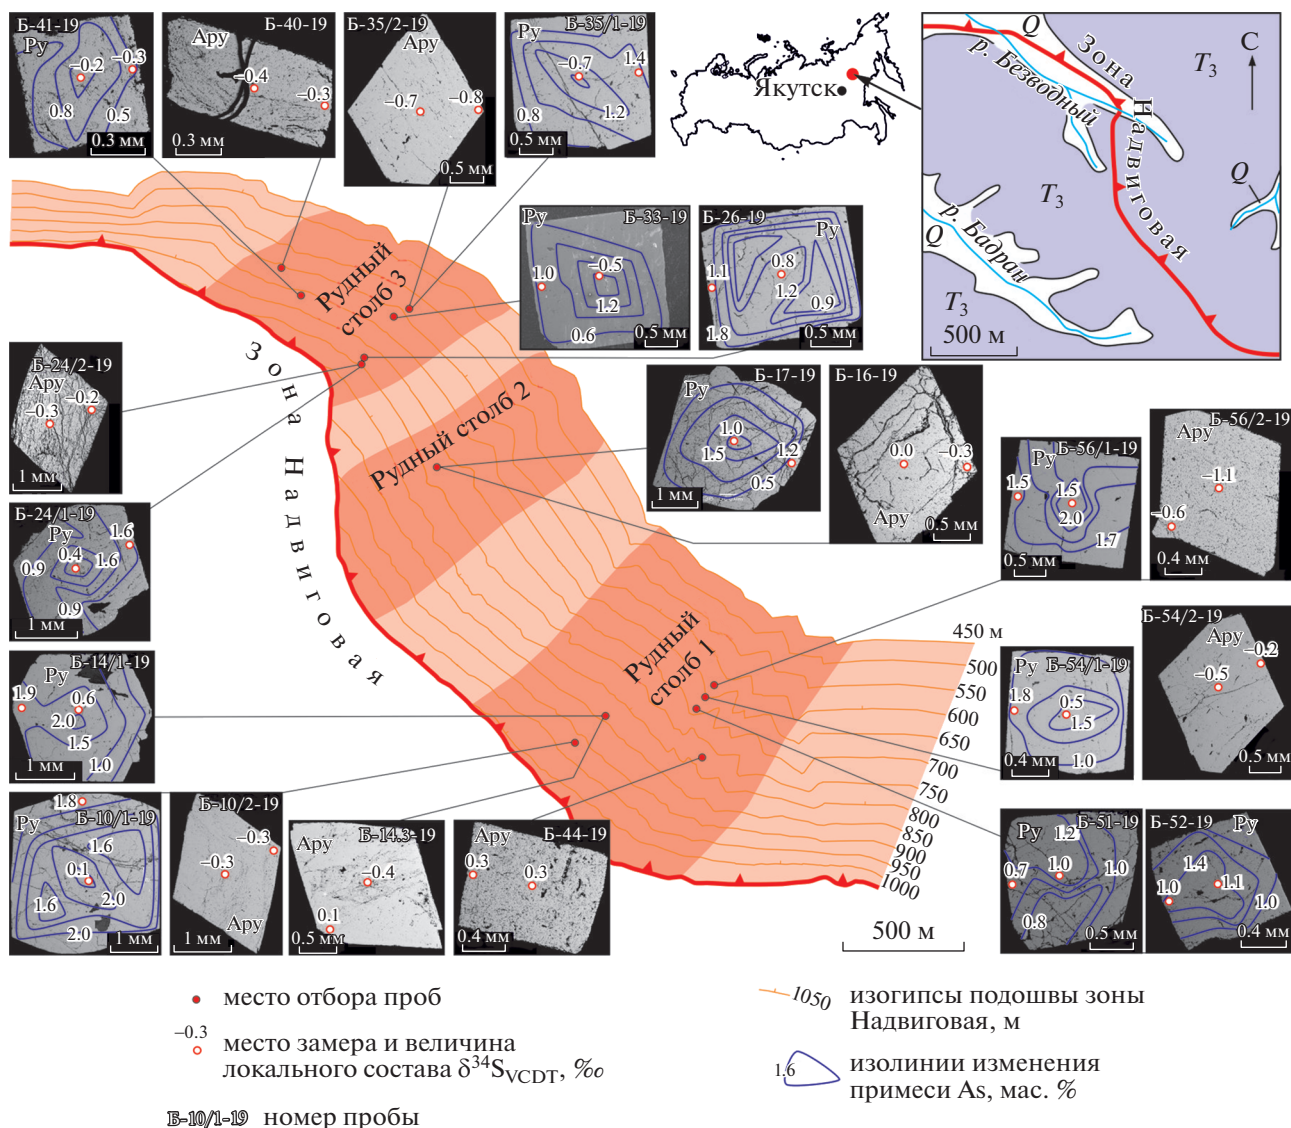 Б-41-19
Ру
−0.2
−0.3
0.8
0.5
0.3 мм
Б-40-19
Ару
−0.4
−0.3
0.3 мм
Б-35/2-19
Ару
−0.7
−0.8
0.5 мм
Б-35/1-19
Ру
−0.7
1.4
1.2
0.8
0.5 мм
Якутск
Q
Зона Надвиговая
р. Безводный
T3
С
T3
Q
р. Бадран
Q
T3
500 м
Ру
Б-33-19
1.0
−0.5
1.2
0.6
0.5 мм
Б-26-19
Ру
1.1
0.8
1.2
0.9
1.8
0.5 мм
Рудный
столб 3
Зона Надвиговая
Рудный столб 2
Б-24/2-19
Ару
−0.3
−0.2
1 мм
Б-17-19
Ру
1.0
1.5
1.2
0.5
1 мм
Б-16-19
0.0
−0.3
Ару
0.5 мм
Б-56/1-19
Ру
1.5
1.5
2.0
1.7
0.5 мм
Б-56/2-19
Ару
−1.1
−0.6
0.4 мм
Б-24/1-19
Ру
1.6
0.4
0.9
1.6
0.9
1 мм
Рудный
столб 1
450 м
500
550
600
650
700
750
800
850
900
950
1000
Б-54/2-19
Ару
−0.2
−0.5
0.5 мм
Ру
Б-54/1-19
1.8
0.5
1.5
1.0
0.4 мм
Б-14/1-19
Ру
1.9
0.6
2.0
1.5
1.0
1 мм
1.8
Б-10/1-19
Ру
1.6
0.1
1.6
2.0
2.0
1 мм
Б-10/2-19
−0.3
−0.3
Ару
1 мм
Б-14.3-19
Ару
−0.4
0.1
0.5 мм
Ару
Б-44-19
0.3
0.3
0.4 мм
500 м
Ру
1.2
Б-51-19
0.7
1.0
1.0
0.8
0.5 мм
Б-52-19
Ру
1.4
1.0
1.1
1.0
0.4 мм
место отбора проб
−0.3
место замера и величина
локального состава δ34SVCDT, ‰
Б-10/1-19 номер пробы
1050
изогипсы подошвы зоны
Надвиговая, м
1.6
изолинии изменения
примеси As, мас. %